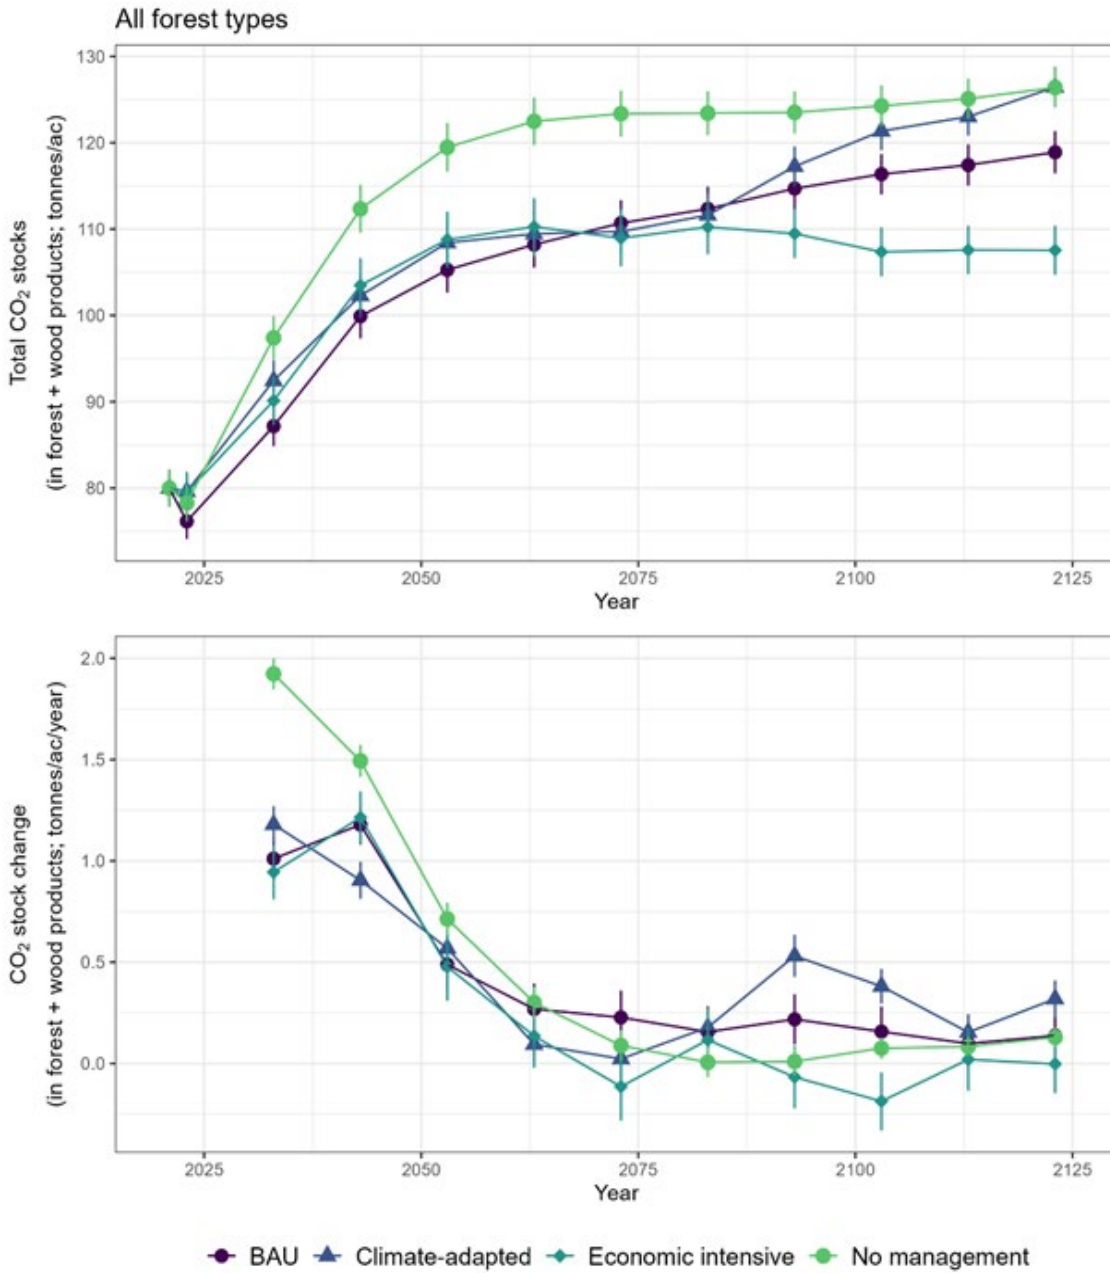 All forest types
Total CO₂ stocks
(in forest + wood products; tonnes/ac)
130
120
110
100
90
80
2025 2050 2075 2100 2125
Year
CO₂ stock change
(in forest + wood products; tonnes/ac/year)
2.0
1.5
1.0
0.5
0.0
2025 2050 2075 2100 2125
Year
BAU Climate-adapted Economic intensive No management